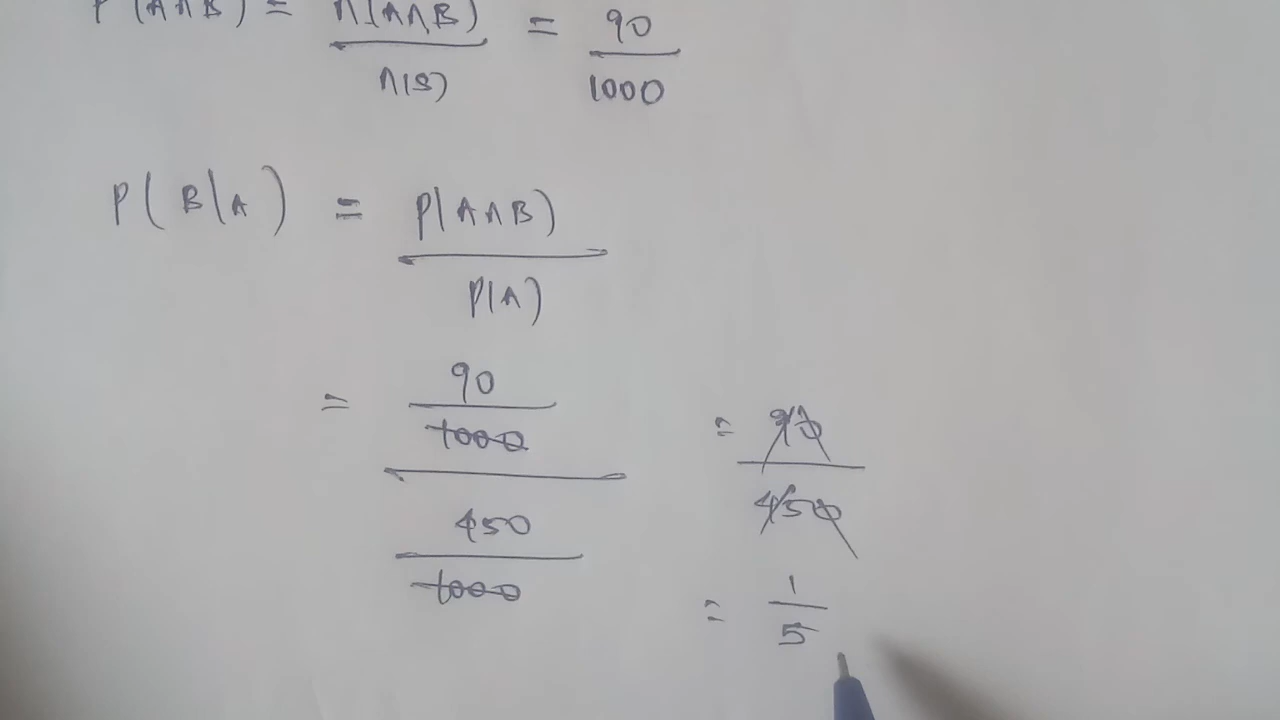 P(A∩B) = n(A∩B) / n(S) = 90 / 1000
P(B|A) = P(A∩B) / P(A)
= 90 / 1000 / 450 / 1000 = 90 / 450
= 1 / 5